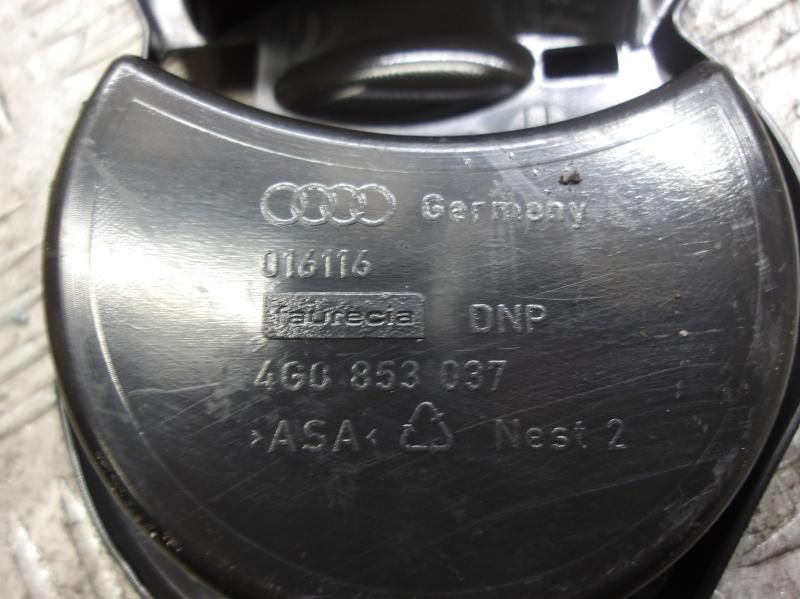 Germany
016116
faurecia DNP
4G0 853 037
>ASA< Nest 2